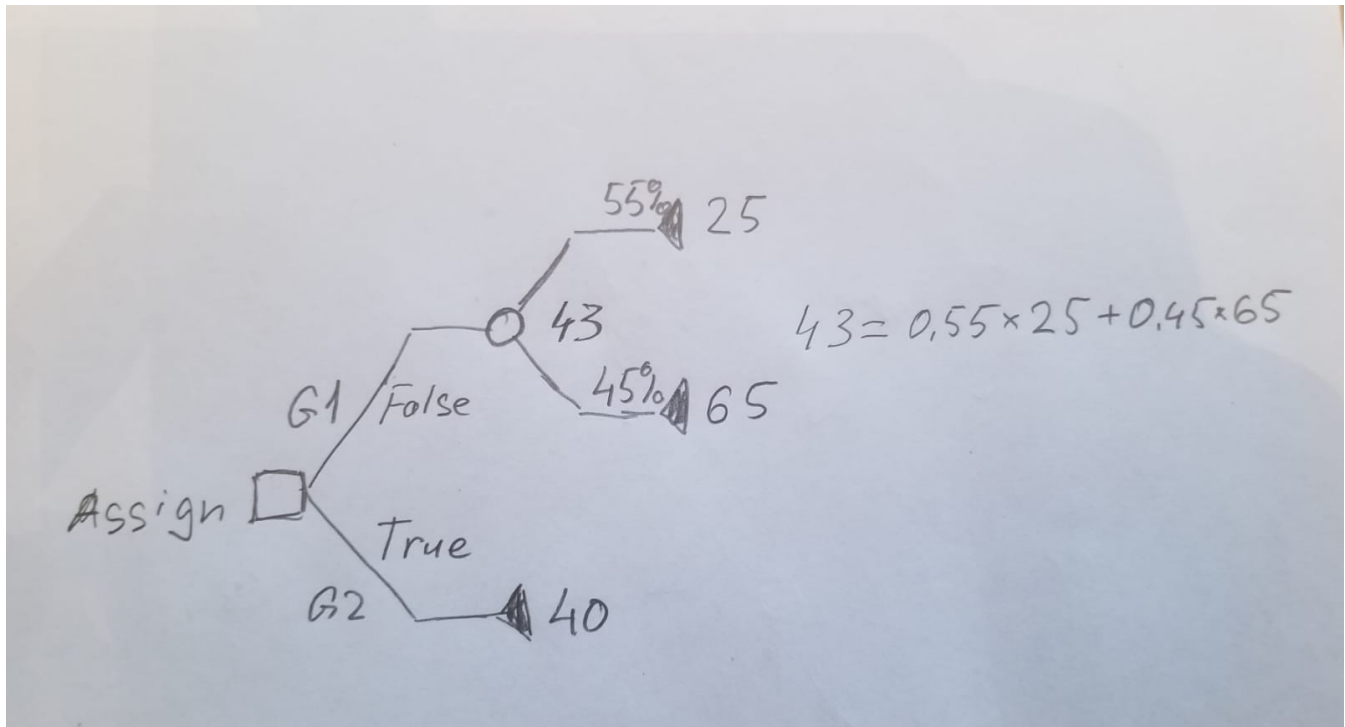 55% 25
43
43 = 0,55×25+0,45×65
45% 65
G1 False
Assign
True
G2 40